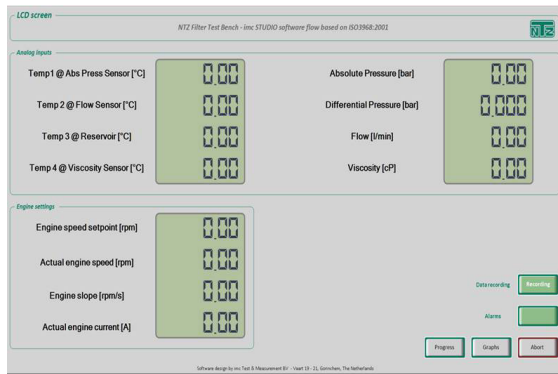 LCD screen
NTZ Filter Test Bench - imc STUDIO software flow based on ISO3968:2001
NTZ
Analog inputs
Temp1 @ Abs Press Sensor [°C] 0.00
Temp 2 @ Flow Sensor [°C] 0.00
Temp 3 @ Reservoir [°C] 0.00
Temp 4 @ Viscosity Sensor [°C] 0.00
Absolute Pressure [bar] 0.00
Differential Pressure [bar] 0.000
Flow [l/min] 0.00
Viscosity [cP] 0.00
Engine settings
Engine speed setpoint [rpm] 0.00
Actual engine speed [rpm] 0.00
Engine slope [rpm/s] 0.00
Actual engine current [A] 0.00
Data recording Recording
Alarms
Progress Graphs Abort
Software design by imc Test & Measurement BV - Vaart 19 - 21, Gorinchem, The Netherlands